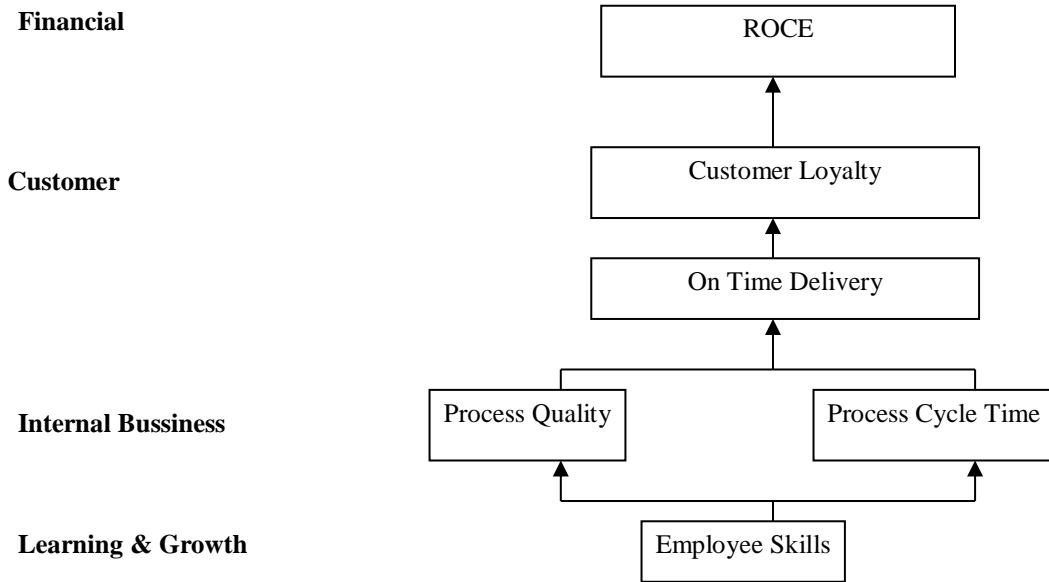 Financial
ROCE
Customer
Customer Loyalty
On Time Delivery
Internal Bussiness
Process Quality
Process Cycle Time
Learning & Growth
Employee Skills